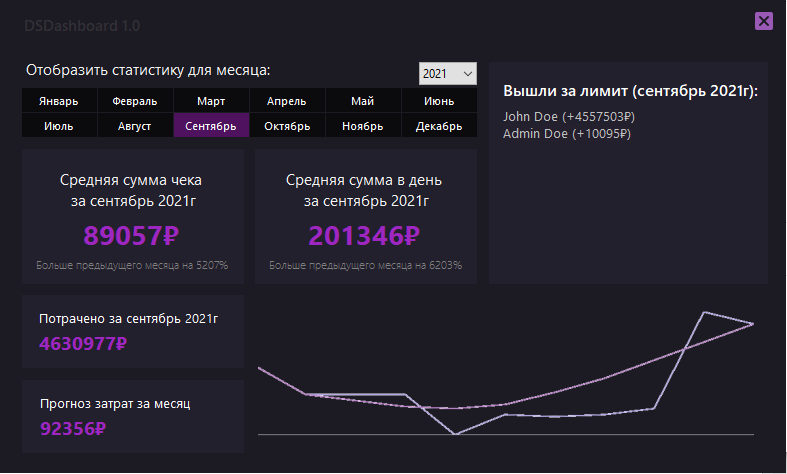 DSDashboard 1.0
Отобразить статистику для месяца:
2021
Январь Февраль Март Апрель Май Июнь
Июль Август Сентябрь Октябрь Ноябрь Декабрь
Вышли за лимит (сентябрь 2021г):
John Doe (+4557503₽)
Admin Doe (+10095₽)
Средняя сумма чека
за сентябрь 2021г
89057₽
Больше предыдущего месяца на 5207%
Средняя сумма в день
за сентябрь 2021г
201346₽
Больше предыдущего месяца на 6203%
Потрачено за сентябрь 2021г
4630977₽
Прогноз затрат за месяц
92356₽